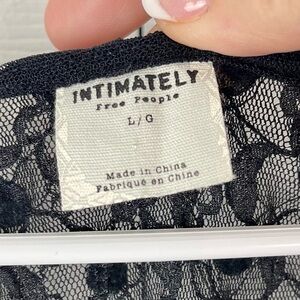 INTIMATELY
Free People
L/G
Made in China
Fabriqué en Chine